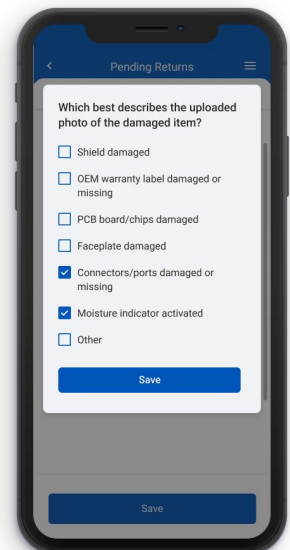 Pending Returns
Which best describes the uploaded
photo of the damaged item?
Shield damaged
OEM warranty label damaged or
missing
PCB board/chips damaged
Faceplate damaged
Connectors/ports damaged or
missing
Moisture indicator activated
Other
Save
Save